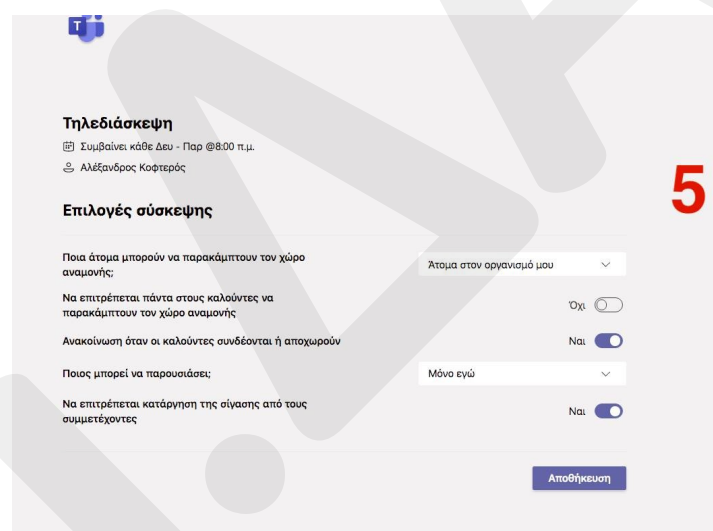 Τηλεδιάσκεψη
Συμβαίνει κάθε Δευ - Παρ @8:00 π.μ.
Αλέξανδρος Κοφτερός
5
Επιλογές σύσκεψης
Ποια άτομα μπορούν να παρακάμπτουν τον χώρο
αναμονής;
Άτομα στον οργανισμό μου
Να επιτρέπεται πάντα στους καλούντες να
παρακάμπτουν τον χώρο αναμονής
Όχι
Ανακοίνωση όταν οι καλούντες συνδέονται ή αποχωρούν
Ναι
Ποιος μπορεί να παρουσιάσει;
Μόνο εγώ
Να επιτρέπεται κατάργηση της σίγασης από τους
συμμετέχοντες
Ναι
Αποθήκευση